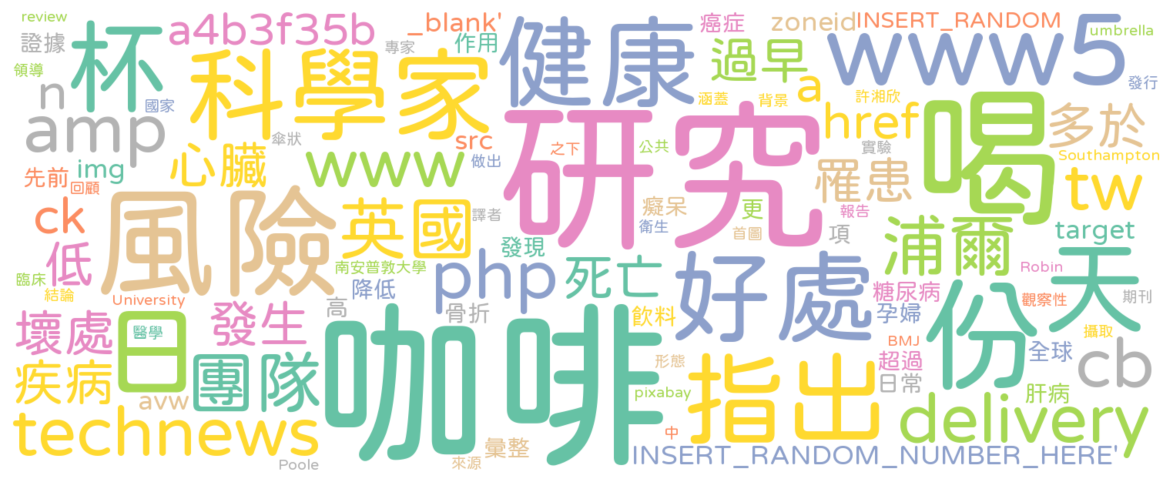 review
領導
證據
a4b3f35b
專家
_blank'
作用
癌症
zoneid
INSERT_RANDOM
umbrella
杯
科學家
健康
過早
www5
發行
n
國家
涵蓋
背景
許湘欣
a
amp
傘狀
src
研究
href
喝
多於
心臟
www
做出
之下
公共
實驗
Southampton
img
先前
回顧
罹患
tw
ck
風險
英國
譯者
癡呆
更
報告
衛生
首圖
項
浦爾
target
低
發現
臨床
結論
南安普敦大學
php
死亡
好處
Robin
天
University
降低
糖尿病
觀察性
期刊
壞處
日
醫學
發生
高
骨折
飲料
孕婦
份
攝取
疾病
團隊
咖啡
形態
指出
BMJ
超過
全球
cb
日常
avw
pixabay
肝病
technews
中
delivery
Poole
彙整
來源
INSERT_RANDOM_NUMBER_HERE'